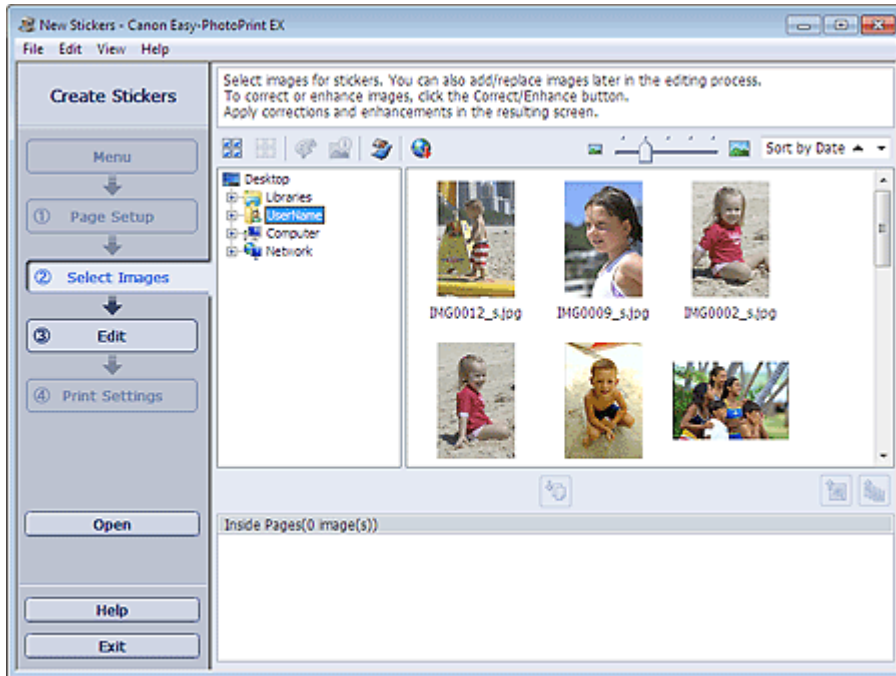 New Stickers - Canon Easy-PhotoPrint EX
File Edit View Help
Create Stickers
Menu
① Page Setup
② Select Images
③ Edit
④ Print Settings
Open
Help
Exit
Select images for stickers. You can also add/replace images later in the editing process.
To correct or enhance images, click the Correct/Enhance button.
Apply corrections and enhancements in the resulting screen.
Sort by Date
Desktop
Libraries
UserName
Computer
Network
IMG0012_s.jpg IMG0009_s.jpg IMG0002_s.jpg
Inside Pages(0 image(s))